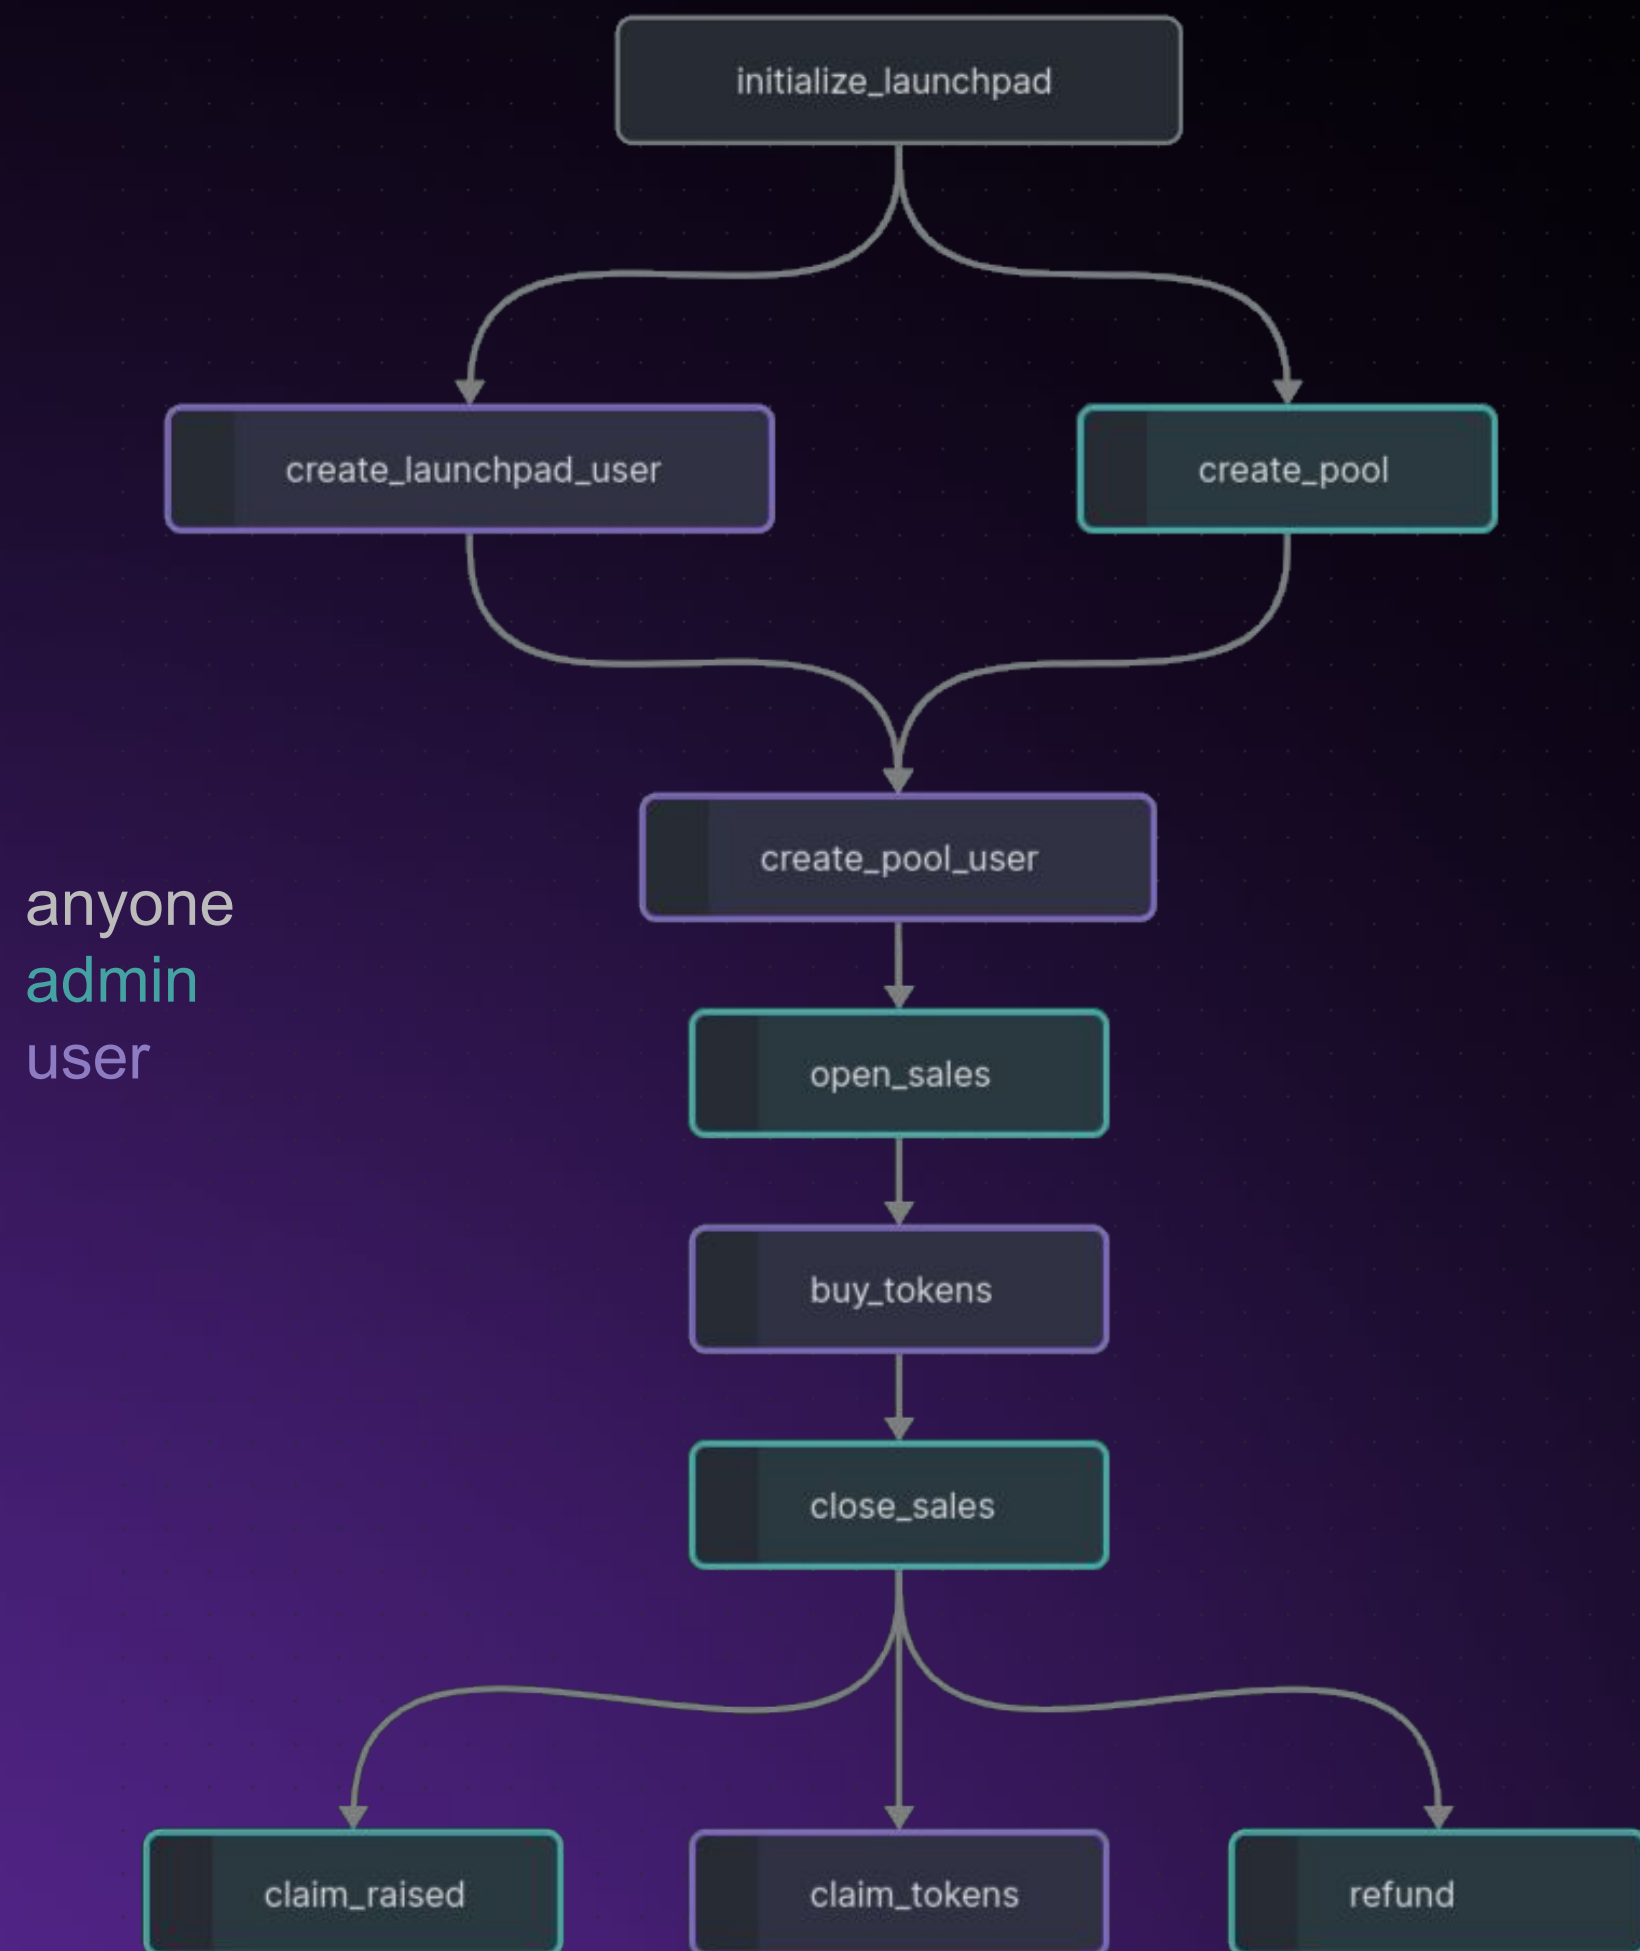 initialize_launchpad
create_launchpad_user
create_pool
create_pool_user
anyone
admin
user
open_sales
buy_tokens
close_sales
claim_raised
claim_tokens
refund